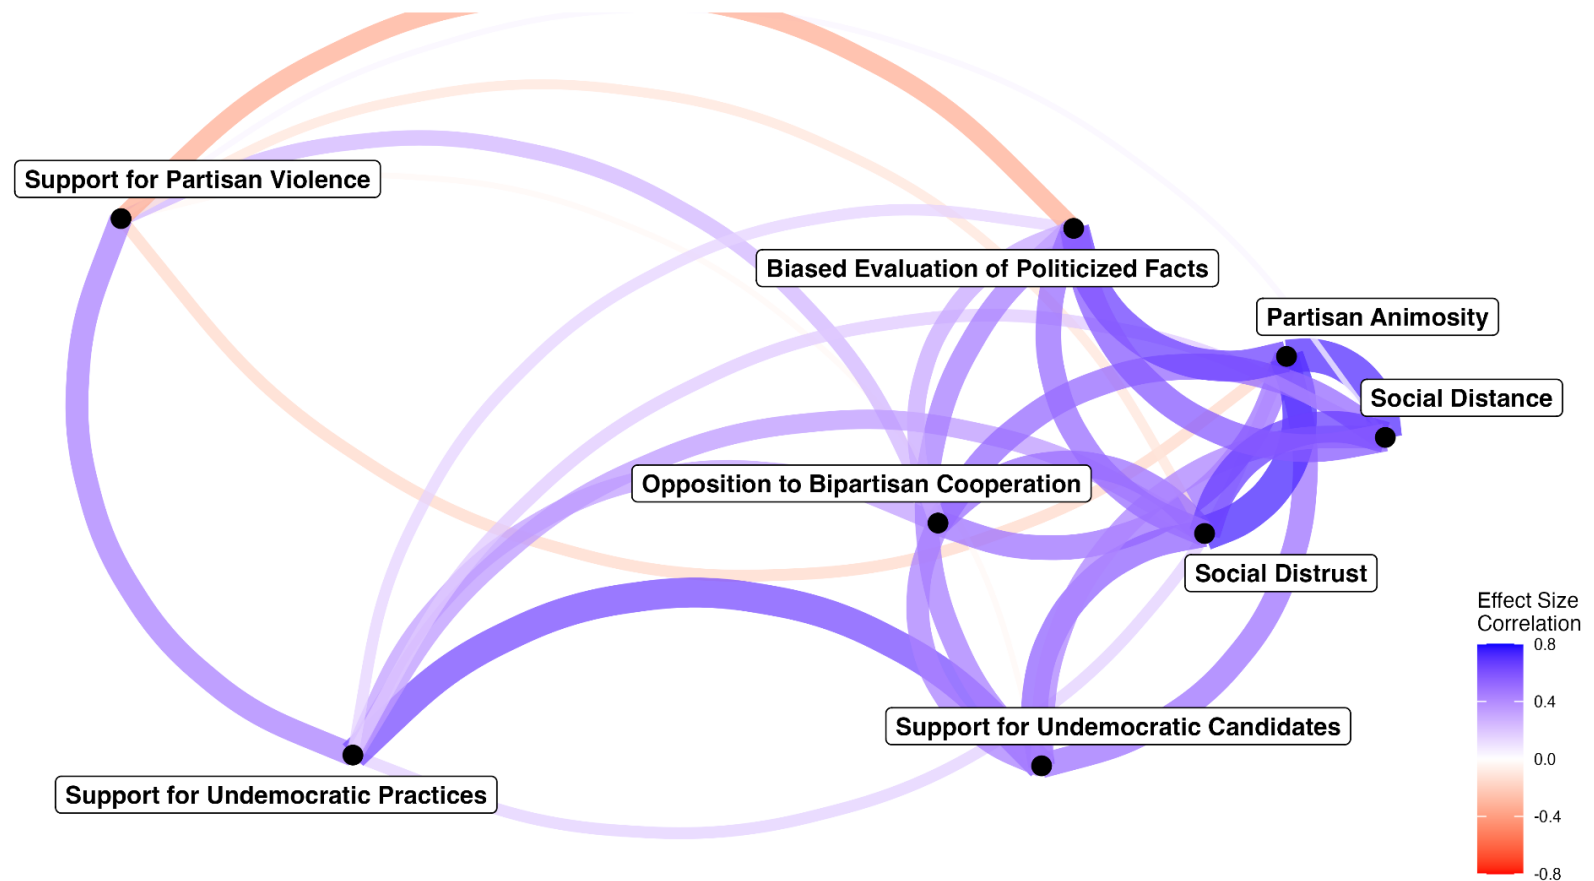 Support for Partisan Violence
Biased Evaluation of Politicized Facts
Partisan Animosity
Social Distance
Opposition to Bipartisan Cooperation
Social Distrust
Support for Undemocratic Candidates
Support for Undemocratic Practices
Effect Size
Correlation
0.8
0.4
0.0
-0.4
-0.8